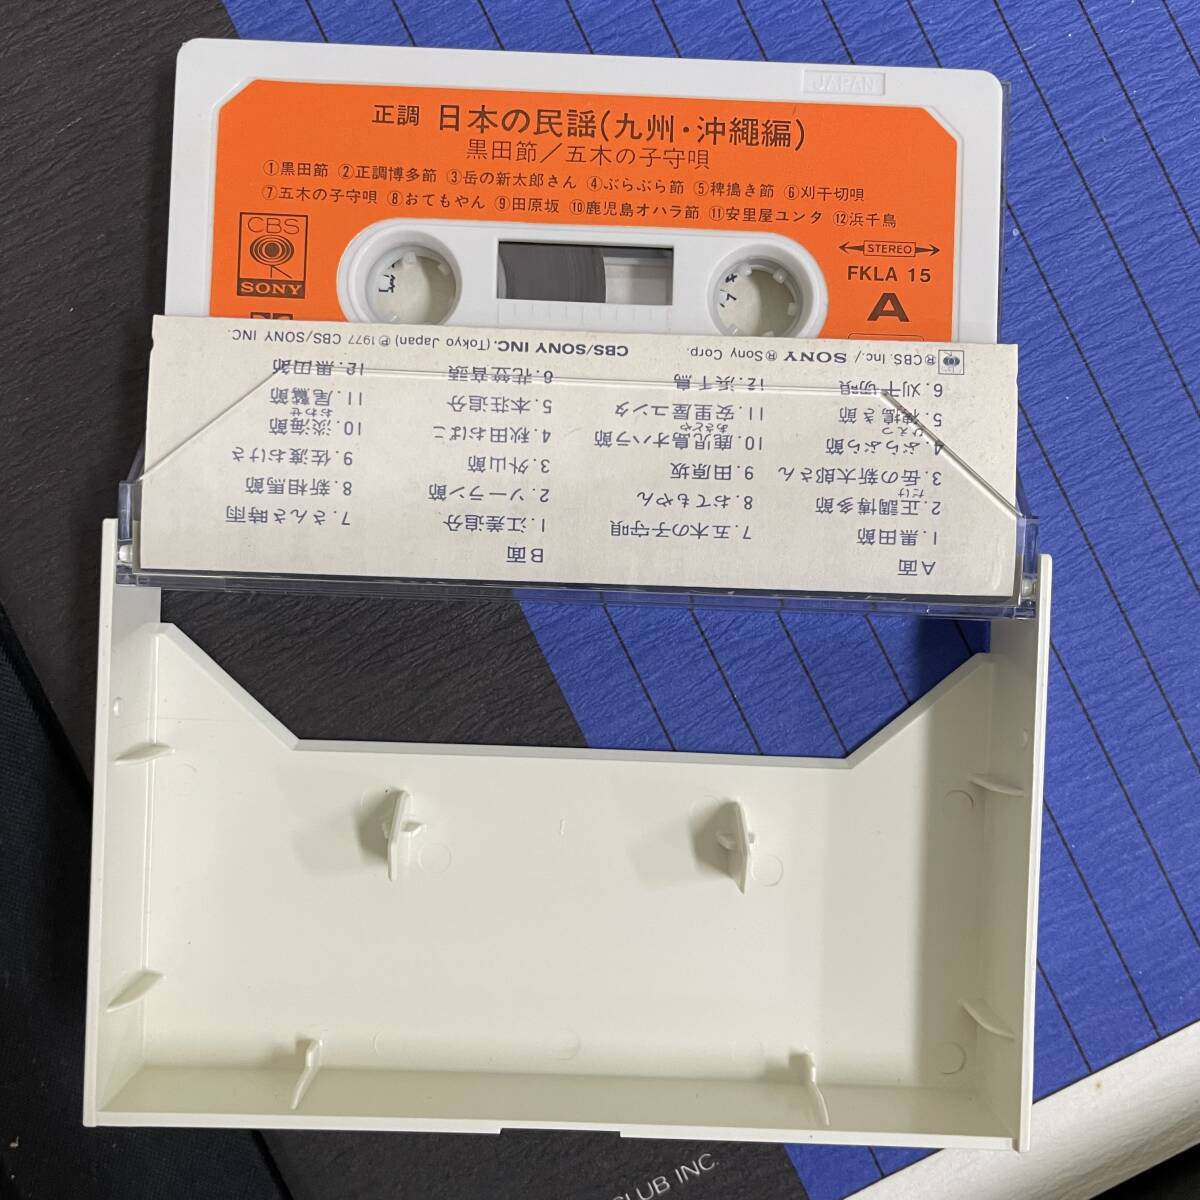 JAPAN
正調 日本の民謡(九州・沖縄編)
黒田節／五木の子守唄
①黒田節 ②正調博多節 ③岳の新太郎さん ④ぶらぶら節 ⑤稗搗き節 ⑥刈干切唄
⑦五木の子守唄 ⑧おてもやん ⑨田原坂 ⑩鹿児島オハラ節 ⑪安里屋ユンタ ⑫浜千鳥
CBS
SONY
STEREO
FKLA 15
A
A面
1. 黒田節
2. 正調博多節
だけ
3. 岳の新太郎さん
4. ぶらぶら節
ひえつ
5. 稗搗き節
6. 刈干切唄
7. 五木の子守唄
8. おてもやん
9. 田原坂
10. 鹿児島オハラ節
あさどや
11. 安里屋ユンタ
12. 浜千鳥
B面
1. 江差追分
2. ソーラン節
3. 外山節
4. 秋田おばこ
5. 本荘追分
6. 花笠音頭
7. さんさ時雨
8. 新相馬節
9. 佐渡おけさ
10. 淡海節
おわせ
11. 尾鷲節
12. 黒田節
®CBS. Inc./ SONY ®Sony Corp.
CBS/SONY INC. (Tokyo Japan) ℗1977 CBS/SONY INC.
CLUB INC.